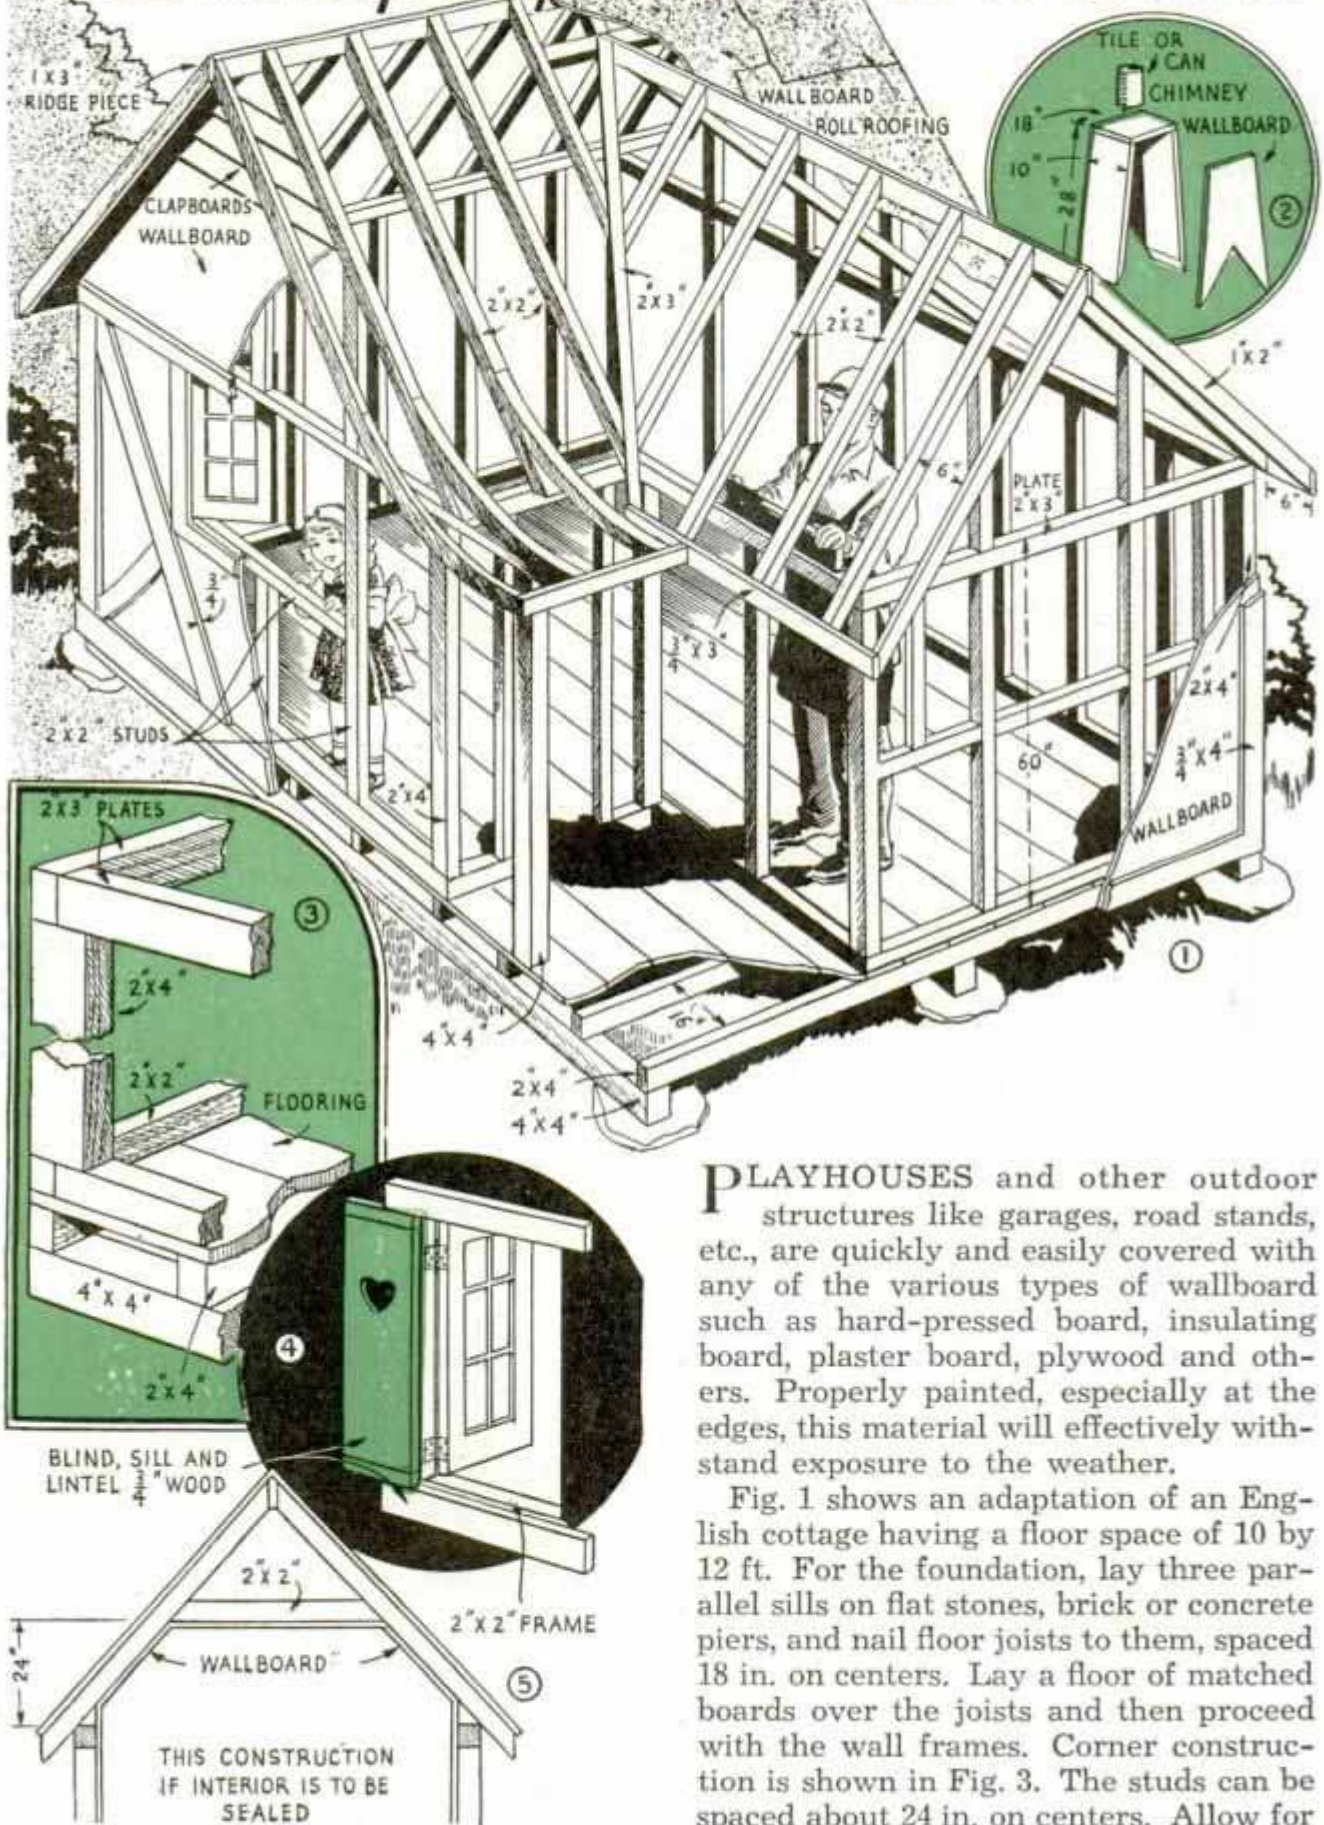 1 X 3"
RIDGE PIECE
CLAPBOARDS
WALLBOARD
WALLBOARD
ROLL ROOFING
TILE OR
CAN
CHIMNEY
WALLBOARD
18"
10"
28"
②
2"X2"
2"X3"
2"X2"
1"X2"
6"
6"
PLATE
2"X3"
3/4"
3/4" X 3"
2"X2" STUDS
2"X4"
60"
2"X4"
3/4" X 4"
WALLBOARD
①
4"X4"
16"
2"X4"
4"X4"
2"X3" PLATES
③
2"X4"
2"X2"
FLOORING
4" X 4"
2"X4"
④
BLIND, SILL AND
LINTEL 3/4" WOOD
2"X2"
2"X2" FRAME
WALLBOARD
24"
⑤
THIS CONSTRUCTION
IF INTERIOR IS TO BE
SEALED
PLAYHOUSES and other outdoor
structures like garages, road stands,
etc., are quickly and easily covered with
any of the various types of wallboard
such as hard-pressed board, insulating
board, plaster board, plywood and oth-
ers. Properly painted, especially at the
edges, this material will effectively with-
stand exposure to the weather.
Fig. 1 shows an adaptation of an Eng-
lish cottage having a floor space of 10 by
12 ft. For the foundation, lay three par-
allel sills on flat stones, brick or concrete
piers, and nail floor joists to them, spaced
18 in. on centers. Lay a floor of matched
boards over the joists and then proceed
with the wall frames. Corner construc-
tion is shown in Fig. 3. The studs can be
spaced about 24 in. on centers. Allow for